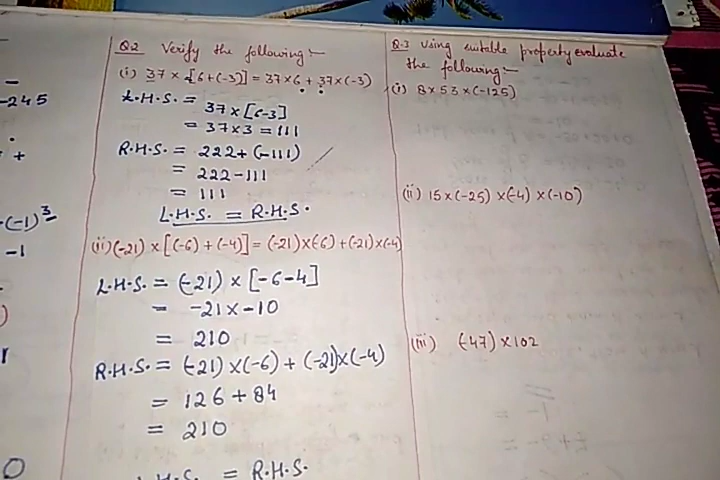 -245
+
(-1)³
-1
)
0
Q.2 Verify the following:-
(i) 37 × [6+(-3)] = 37×6 + 37×(-3)
L.H.S. = 37 × [6-3]
= 37×3 = 111
R.H.S. = 222+(-111)
= 222-111
= 111
L.H.S. = R.H.S.
(ii) (-21) × [(-6) + (-4)] = (-21)×(-6) + (-21)×(-4)
L.H.S. = (-21) × [-6-4]
= -21×-10
= 210
R.H.S. = (-21) ×(-6) + (-21)×(-4)
= 126 + 84
= 210
L.H.S. = R.H.S.
Q.3 Using suitable property evaluate
the following:-
(i) 8×53×(-125)
(ii) 15×(-25) ×(-4) ×(-10)
(iii) (-47) × 102